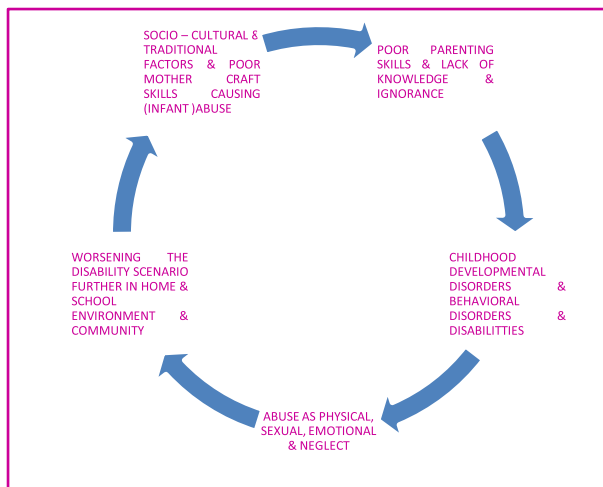 SOCIO – CULTURAL &
TRADITIONAL
FACTORS & POOR
MOTHER CRAFT
SKILLS CAUSING
(INFANT )ABUSE
POOR PARENTING
SKILLS & LACK OF
KNOWLEDGE &
IGNORANCE
CHILDHOOD
DEVELOPMENTAL
DISORDERS &
BEHAVIORAL
DISORDERS &
DISABILITTIES
ABUSE AS PHYSICAL,
SEXUAL, EMOTIONAL
& NEGLECT
WORSENING THE
DISABILITY SCENARIO
FURTHER IN HOME &
SCHOOL
ENVIRONMENT &
COMMUNITY